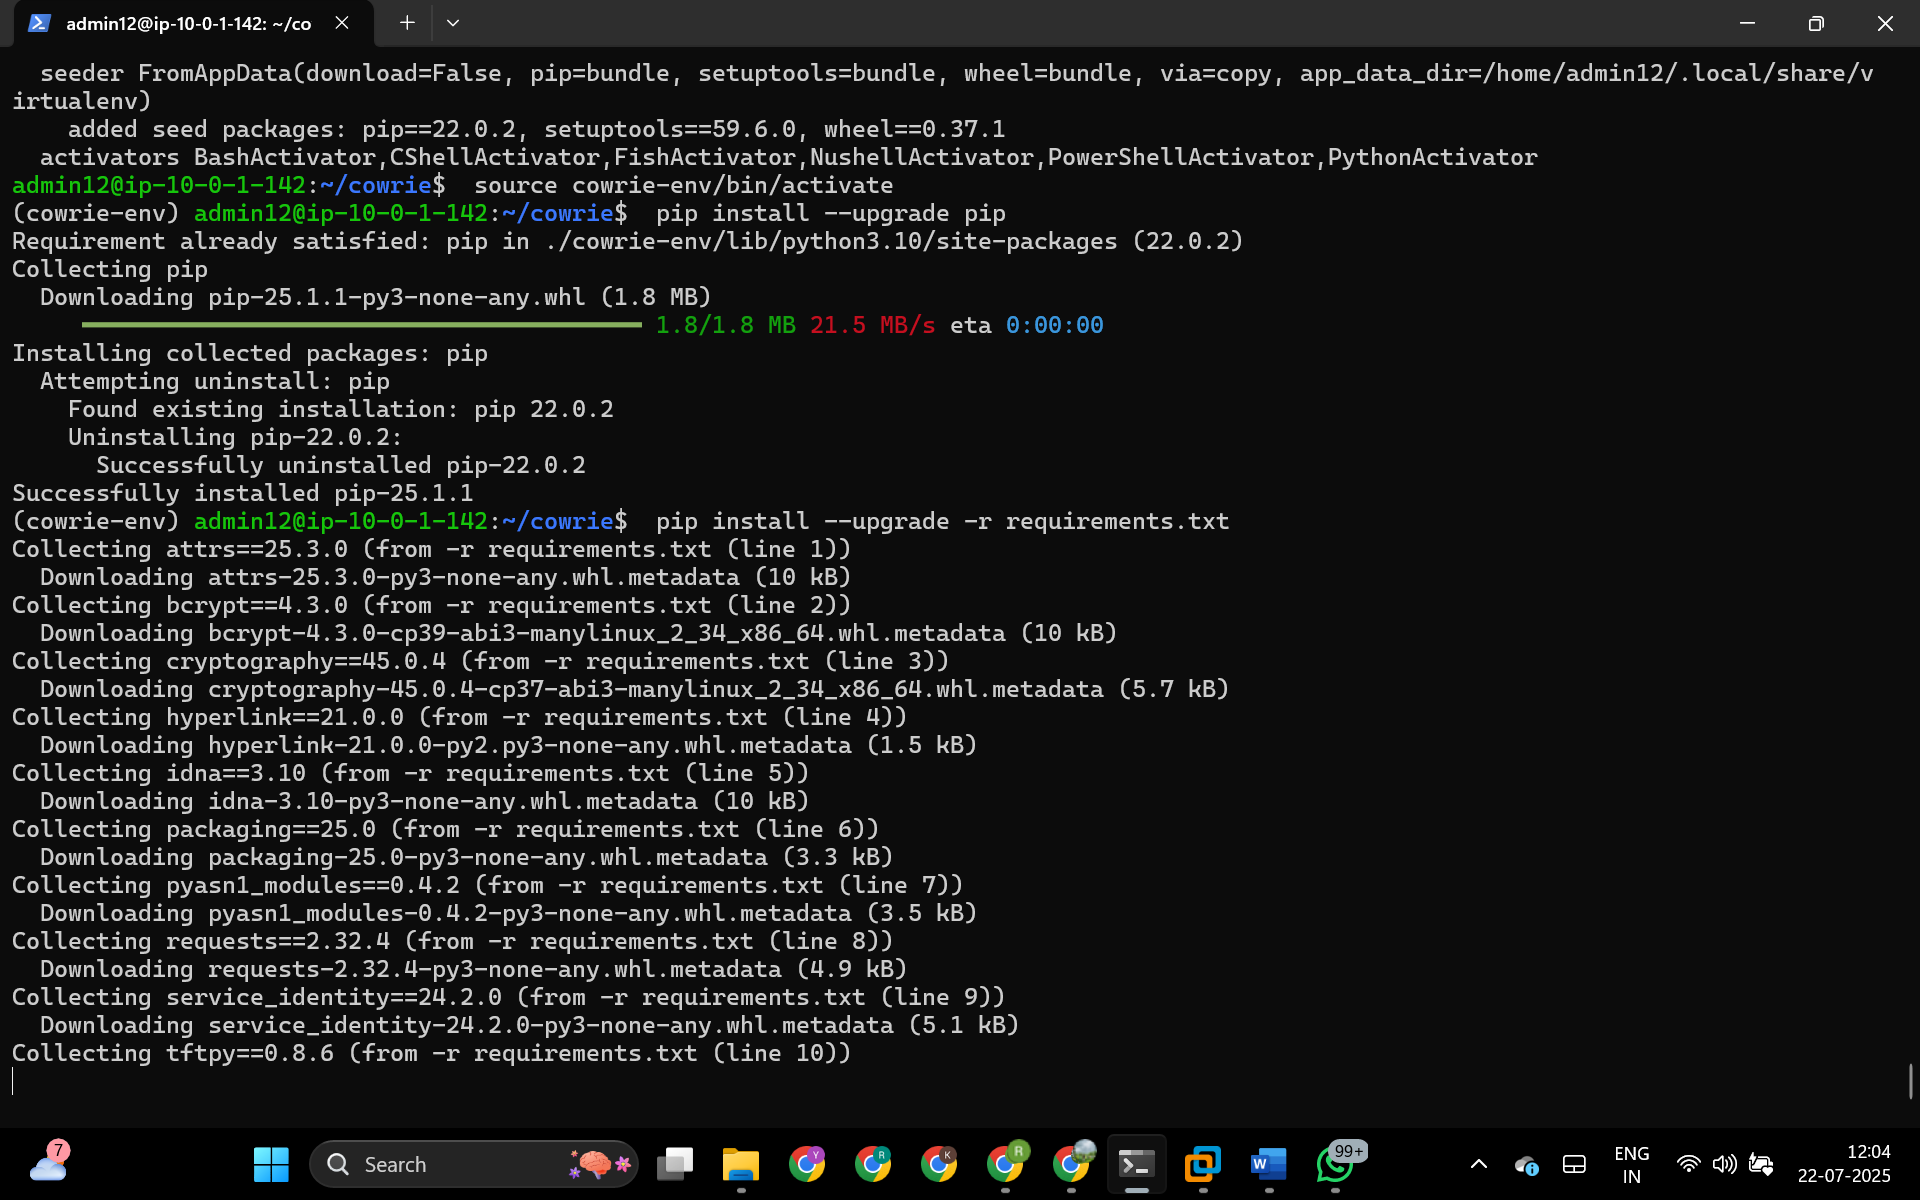 admin12@ip-10-0-1-142: ~/co
  seeder FromAppData(download=False, pip=bundle, setuptools=bundle, wheel=bundle, via=copy, app_data_dir=/home/admin12/.local/share/v
irtualenv)
    added seed packages: pip==22.0.2, setuptools==59.6.0, wheel==0.37.1
  activators BashActivator,CShellActivator,FishActivator,NushellActivator,PowerShellActivator,PythonActivator
admin12@ip-10-0-1-142:~/cowrie$  source cowrie-env/bin/activate
(cowrie-env) admin12@ip-10-0-1-142:~/cowrie$  pip install --upgrade pip
Requirement already satisfied: pip in ./cowrie-env/lib/python3.10/site-packages (22.0.2)
Collecting pip
  Downloading pip-25.1.1-py3-none-any.whl (1.8 MB)
     1.8/1.8 MB 21.5 MB/s eta 0:00:00
Installing collected packages: pip
  Attempting uninstall: pip
    Found existing installation: pip 22.0.2
    Uninstalling pip-22.0.2:
      Successfully uninstalled pip-22.0.2
Successfully installed pip-25.1.1
(cowrie-env) admin12@ip-10-0-1-142:~/cowrie$  pip install --upgrade -r requirements.txt
Collecting attrs==25.3.0 (from -r requirements.txt (line 1))
  Downloading attrs-25.3.0-py3-none-any.whl.metadata (10 kB)
Collecting bcrypt==4.3.0 (from -r requirements.txt (line 2))
  Downloading bcrypt-4.3.0-cp39-abi3-manylinux_2_34_x86_64.whl.metadata (10 kB)
Collecting cryptography==45.0.4 (from -r requirements.txt (line 3))
  Downloading cryptography-45.0.4-cp37-abi3-manylinux_2_34_x86_64.whl.metadata (5.7 kB)
Collecting hyperlink==21.0.0 (from -r requirements.txt (line 4))
  Downloading hyperlink-21.0.0-py2.py3-none-any.whl.metadata (1.5 kB)
Collecting idna==3.10 (from -r requirements.txt (line 5))
  Downloading idna-3.10-py3-none-any.whl.metadata (10 kB)
Collecting packaging==25.0 (from -r requirements.txt (line 6))
  Downloading packaging-25.0-py3-none-any.whl.metadata (3.3 kB)
Collecting pyasn1_modules==0.4.2 (from -r requirements.txt (line 7))
  Downloading pyasn1_modules-0.4.2-py3-none-any.whl.metadata (3.5 kB)
Collecting requests==2.32.4 (from -r requirements.txt (line 8))
  Downloading requests-2.32.4-py3-none-any.whl.metadata (4.9 kB)
Collecting service_identity==24.2.0 (from -r requirements.txt (line 9))
  Downloading service_identity-24.2.0-py3-none-any.whl.metadata (5.1 kB)
Collecting tftpy==0.8.6 (from -r requirements.txt (line 10))
7
Search
Y
R
K
R
W
99+
ENG
IN
12:04
22-07-2025